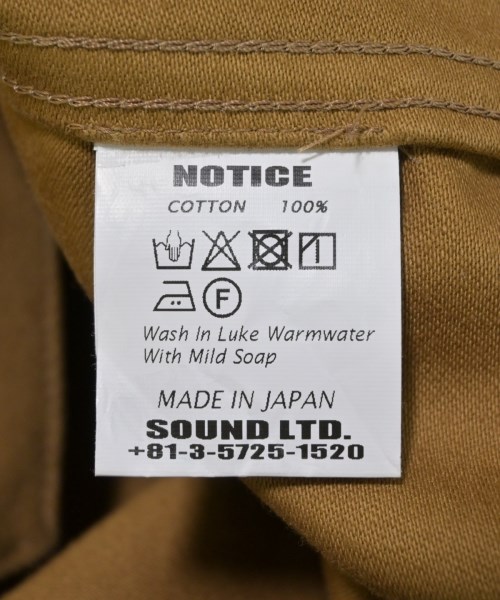 NOTICE
COTTON 100%
F
Wash In Luke Warmwater
With Mild Soap
MADE IN JAPAN
SOUND LTD.
+81-3-5725-1520